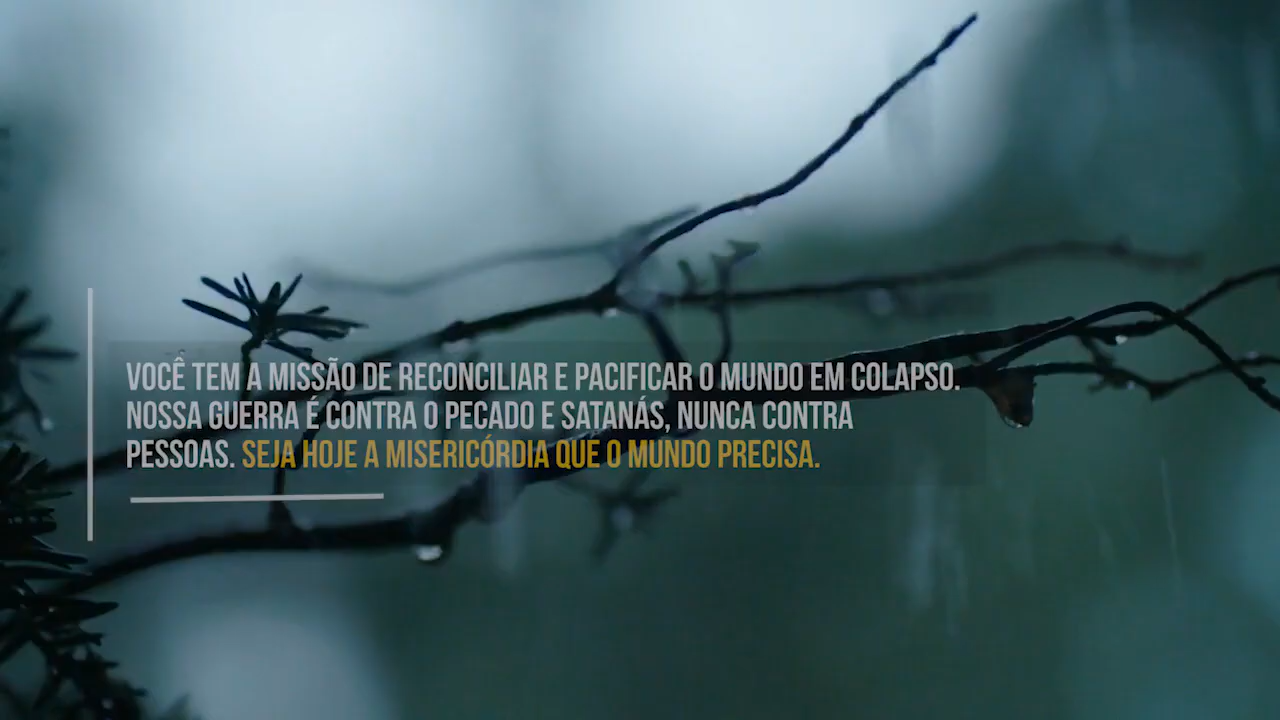 VOCÊ TEM A MISSÃO DE RECONCILIAR E PACIFICAR O MUNDO EM COLAPSO.
NOSSA GUERRA É CONTRA O PECADO E SATANÁS, NUNCA CONTRA
PESSOAS. SEJA HOJE A MISERICÓRDIA QUE O MUNDO PRECISA.